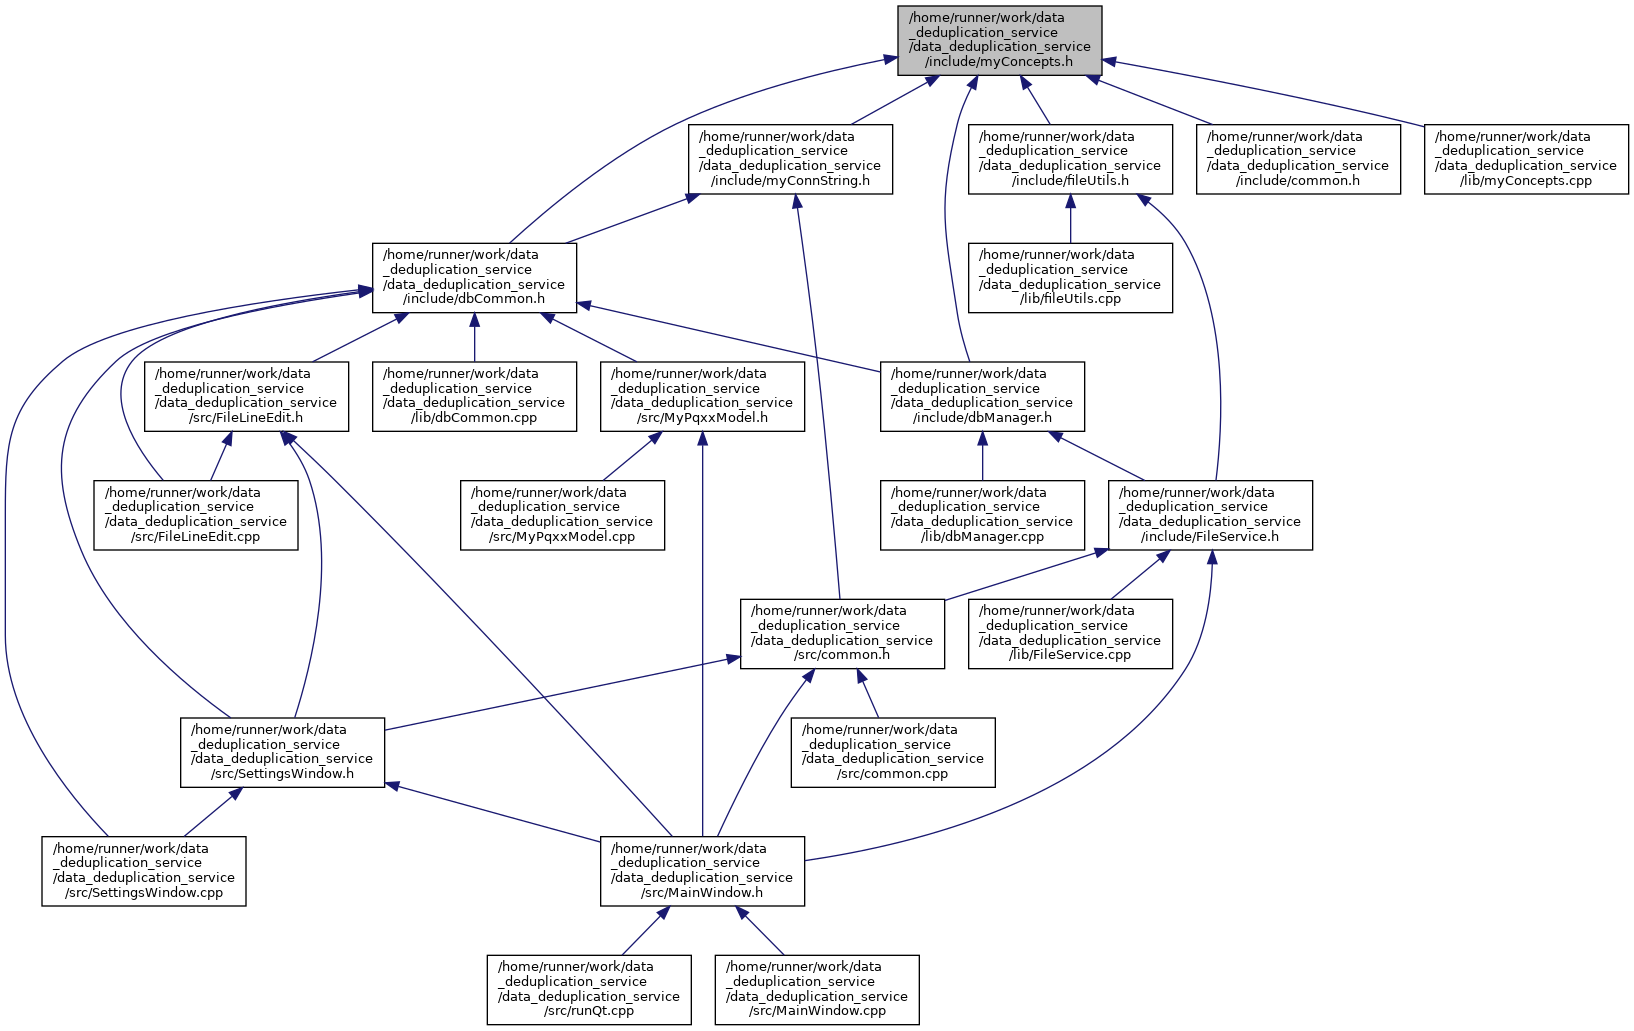 /home/runner/work/data
_deduplication_service
/data_deduplication_service
/include/myConcepts.h
/home/runner/work/data
_deduplication_service
/data_deduplication_service
/include/myConnString.h
/home/runner/work/data
_deduplication_service
/data_deduplication_service
/include/fileUtils.h
/home/runner/work/data
_deduplication_service
/data_deduplication_service
/include/common.h
/home/runner/work/data
_deduplication_service
/data_deduplication_service
/lib/myConcepts.cpp
/home/runner/work/data
_deduplication_service
/data_deduplication_service
/include/dbCommon.h
/home/runner/work/data
_deduplication_service
/data_deduplication_service
/lib/fileUtils.cpp
/home/runner/work/data
_deduplication_service
/data_deduplication_service
/src/FileLineEdit.h
/home/runner/work/data
_deduplication_service
/data_deduplication_service
/lib/dbCommon.cpp
/home/runner/work/data
_deduplication_service
/data_deduplication_service
/src/MyPqxxModel.h
/home/runner/work/data
_deduplication_service
/data_deduplication_service
/include/dbManager.h
/home/runner/work/data
_deduplication_service
/data_deduplication_service
/src/FileLineEdit.cpp
/home/runner/work/data
_deduplication_service
/data_deduplication_service
/src/MyPqxxModel.cpp
/home/runner/work/data
_deduplication_service
/data_deduplication_service
/lib/dbManager.cpp
/home/runner/work/data
_deduplication_service
/data_deduplication_service
/include/FileService.h
/home/runner/work/data
_deduplication_service
/data_deduplication_service
/src/common.h
/home/runner/work/data
_deduplication_service
/data_deduplication_service
/lib/FileService.cpp
/home/runner/work/data
_deduplication_service
/data_deduplication_service
/src/SettingsWindow.h
/home/runner/work/data
_deduplication_service
/data_deduplication_service
/src/common.cpp
/home/runner/work/data
_deduplication_service
/data_deduplication_service
/src/SettingsWindow.cpp
/home/runner/work/data
_deduplication_service
/data_deduplication_service
/src/MainWindow.h
/home/runner/work/data
_deduplication_service
/data_deduplication_service
/src/runQt.cpp
/home/runner/work/data
_deduplication_service
/data_deduplication_service
/src/MainWindow.cpp